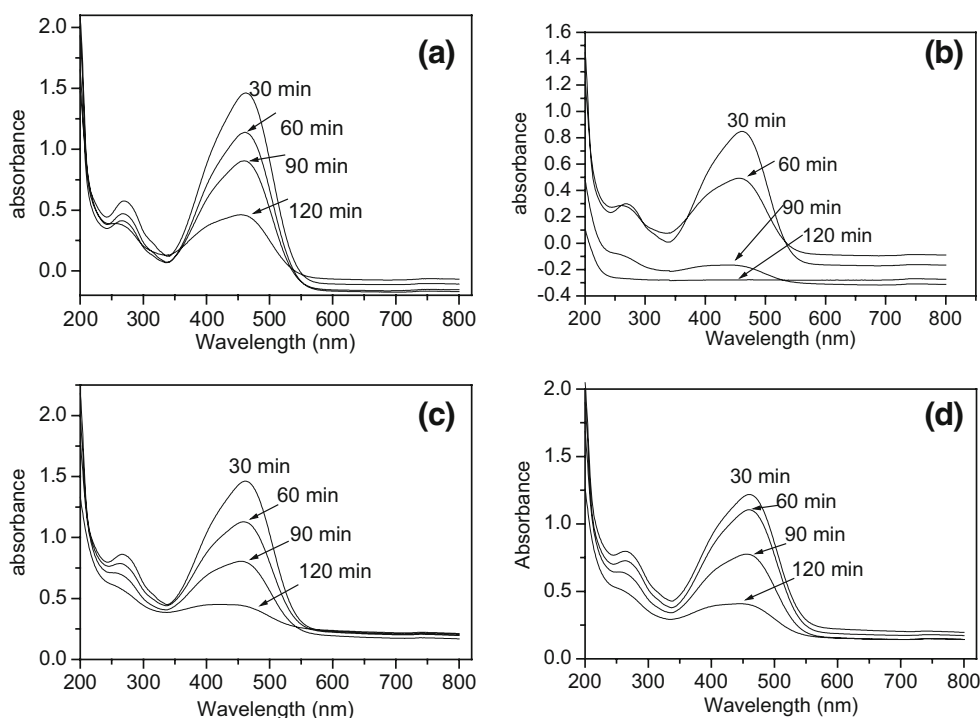 (a)
2.0
1.5
1.0
0.5
0.0
absorbance
30 min
60 min
90 min
120 min
200 300 400 500 600 700 800
Wavelength (nm)
(b)
1.6
1.4
1.2
1.0
0.8
0.6
0.4
0.2
0.0
-0.2
-0.4
absorbance
30 min
60 min
90 min
120 min
200 300 400 500 600 700 800
Wavelength (nm)
(c)
2.0
1.5
1.0
0.5
0.0
absorbance
30 min
60 min
90 min
120 min
200 300 400 500 600 700 800
Wavelength (nm)
(d)
2.0
1.5
1.0
0.5
0.0
Absorbance
30 min
60 min
90 min
120 min
200 300 400 500 600 700 800
Wavelength (nm)